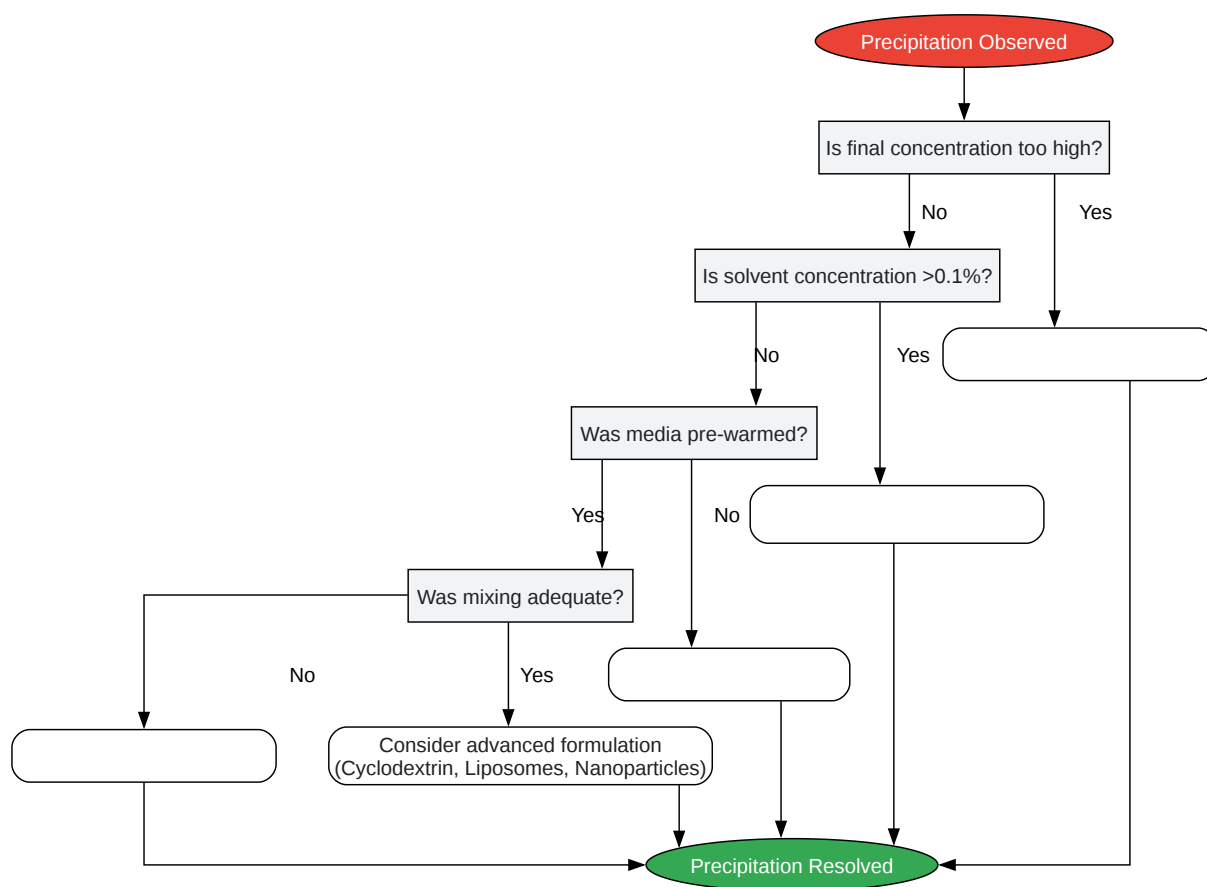 Precipitation Observed
Is final concentration too high?
No
Yes
Is solvent concentration >0.1%?
No
Yes
Was media pre-warmed?
Yes
No
Was mixing adequate?
No
Yes
Consider advanced formulation
(Cyclodextrin, Liposomes, Nanoparticles)
Precipitation Resolved